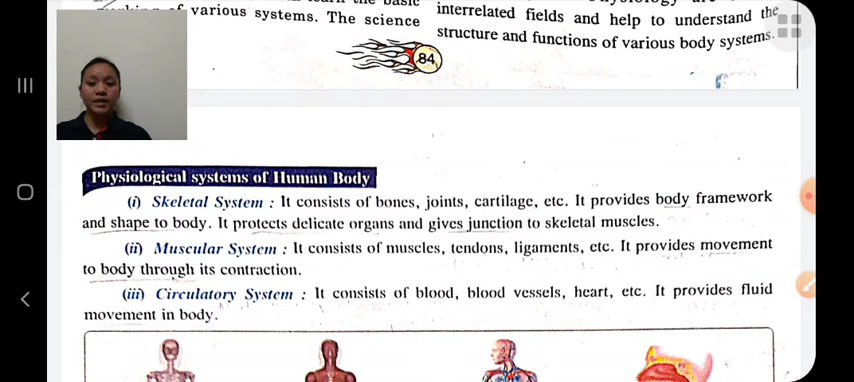 of various systems. The science
interrelated fields and help to understand the
structure and functions of various body systems.
84
Physiological systems of Human Body
(i) Skeletal System : It consists of bones, joints, cartilage, etc. It provides body framework
and shape to body. It protects delicate organs and gives junction to skeletal muscles.
(ii) Muscular System : It consists of muscles, tendons, ligaments, etc. It provides movement
to body through its contraction.
(iii) Circulatory System : It consists of blood, blood vessels, heart, etc. It provides fluid
movement in body.